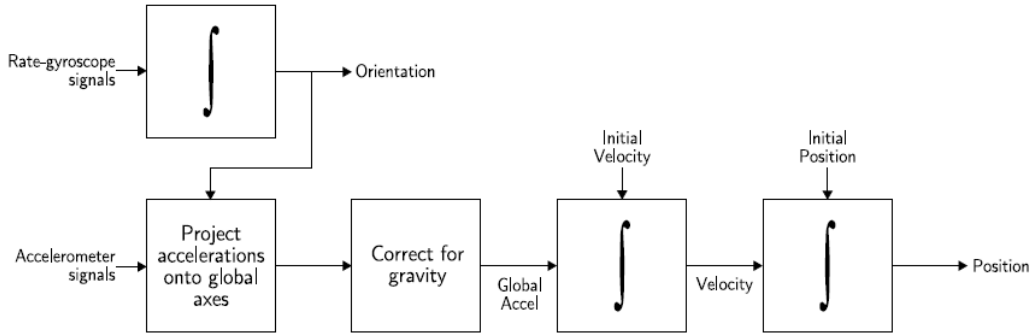 Rate-gyroscope
signals
∫
Orientation
Initial
Velocity
Initial
Position
Accelerometer
signals
Project
accelerations
onto global
axes
Correct for
gravity
Global
Accel
∫
Velocity
∫
Position